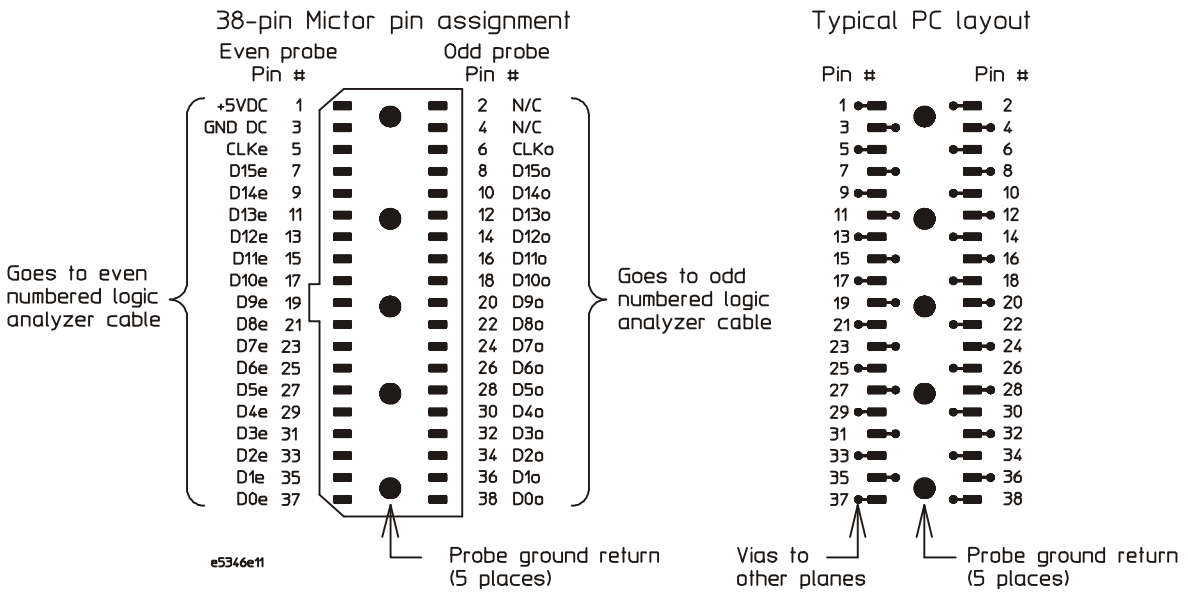 38-pin Mictor pin assignment
Even probe
Odd probe
Pin #
Pin #
+5VDC 1
2 N/C
GND DC 3
4 N/C
CLKe 5
6 CLKo
D15e 7
8 D15o
D14e 9
10 D14o
D13e 11
12 D13o
D12e 13
14 D12o
D11e 15
16 D11o
D10e 17
18 D10o
D9e 19
20 D9o
D8e 21
22 D8o
D7e 23
24 D7o
D6e 25
26 D6o
D5e 27
28 D5o
D4e 29
30 D4o
D3e 31
32 D3o
D2e 33
34 D2o
D1e 35
36 D1o
D0e 37
38 D0o
Goes to even
numbered logic
analyzer cable
Goes to odd
numbered logic
analyzer cable
e5346e11
Probe ground return
(5 places)
Typical PC layout
Pin #
Pin #
1 2
3 4
5 6
7 8
9 10
11 12
13 14
15 16
17 18
19 20
21 22
23 24
25 26
27 28
29 30
31 32
33 34
35 36
37 38
Vias to
other planes
Probe ground return
(5 places)